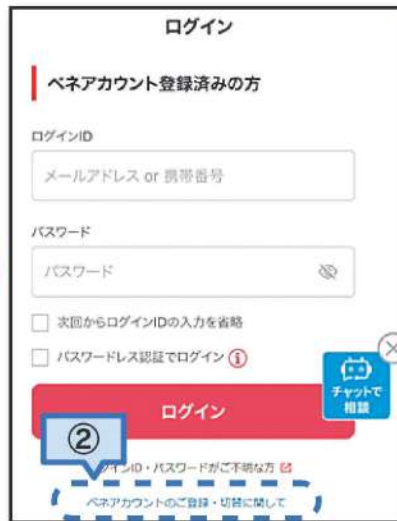 ログイン
ベネアカウント登録済みの方
ログインID
メールアドレス or 携帯番号
パスワード
パスワード
次回からログインIDの入力を省略
パスワードレス認証でログイン
チャットで
相談
ログイン
②
インID・パスワードがご不明な方
ベネアカウントのご登録・切替に関して